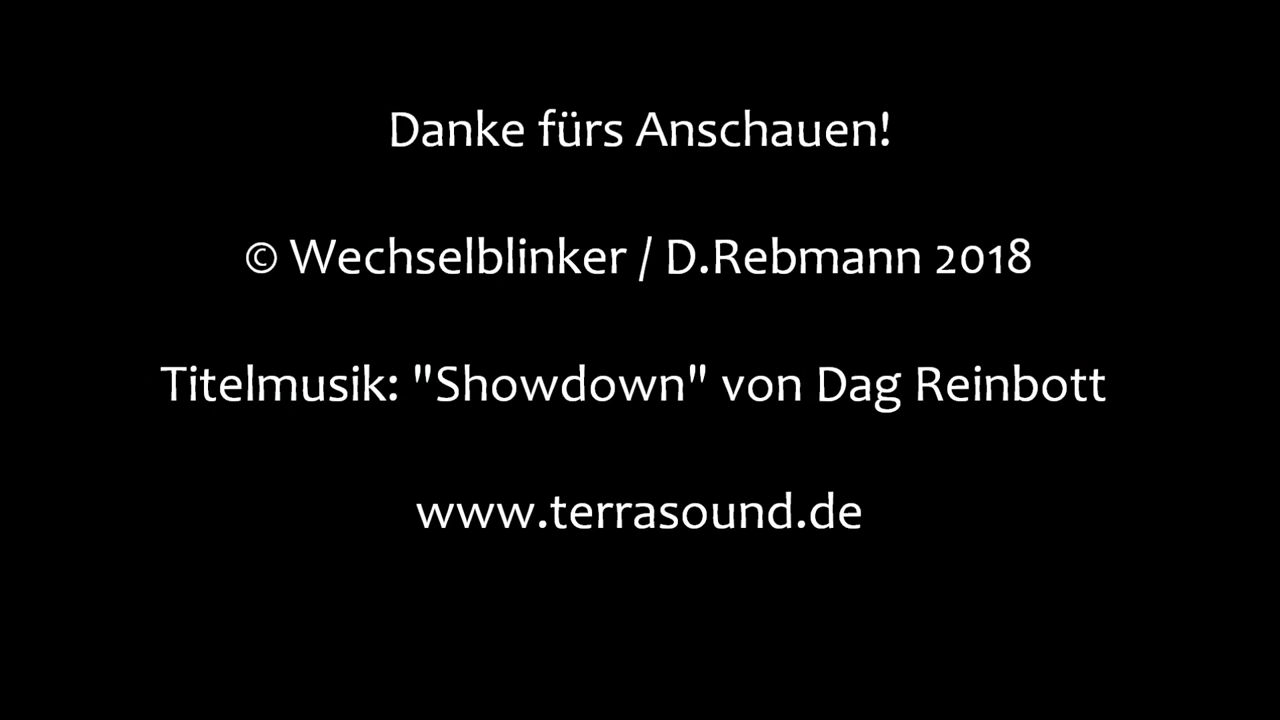 Danke fürs Anschauen!
© Wechselblinker / D.Rebmann 2018
Titelmusik: "Showdown" von Dag Reinbott
www.terrasound.de